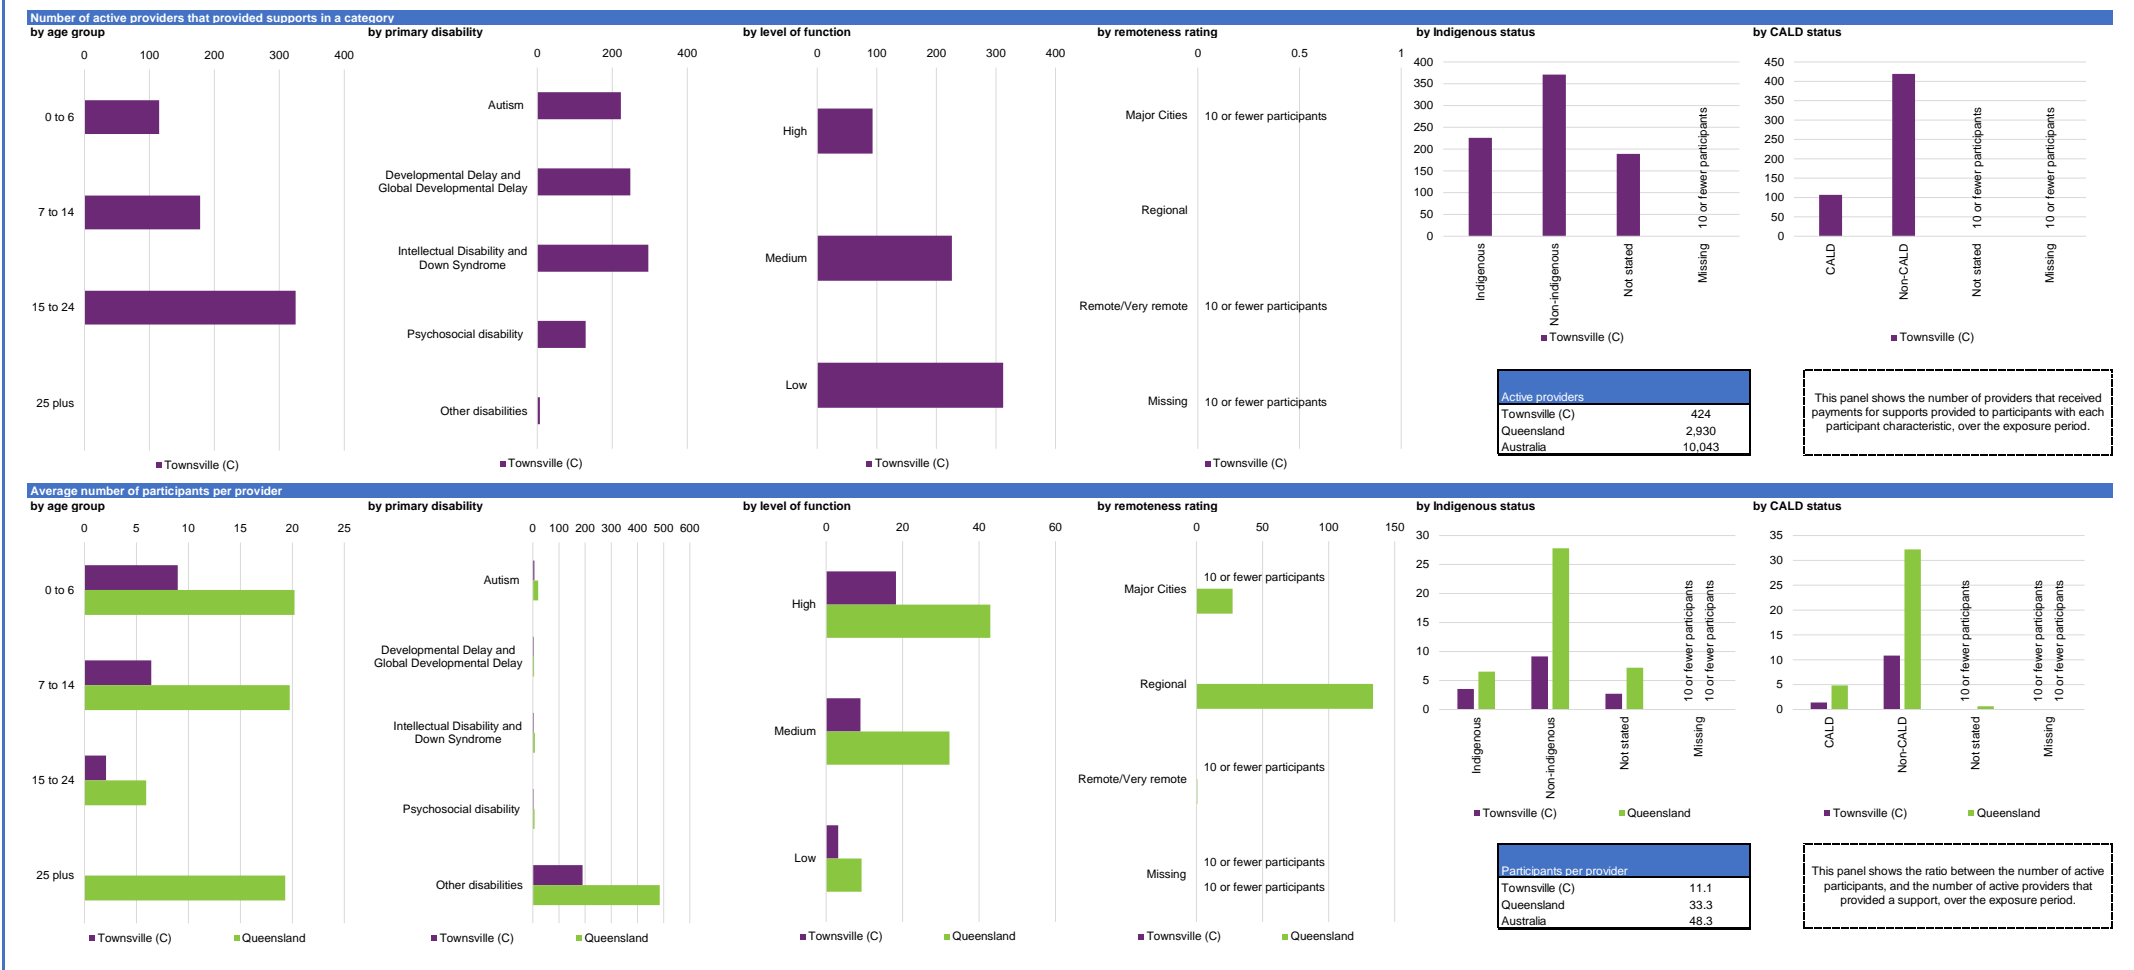 Number of active providers that provided supports in a category
by age group
0 100 200 300 400
0 to 6
7 to 14
15 to 24
25 plus
Townsville (C)
by primary disability
0 200 400
Autism
Developmental Delay and
Global Developmental Delay
Intellectual Disability and
Down Syndrome
Psychosocial disability
Other disabilities
Townsville (C)
by level of function
0 100 200 300 400
High
Medium
Low
Townsville (C)
by remoteness rating
0 0.5 1
Major Cities 10 or fewer participants
Regional
Remote/Very remote 10 or fewer participants
Missing 10 or fewer participants
Townsville (C)
by Indigenous status
400
350
300
250
200
150
100
50
0
Indigenous
Non-indigenous
Not stated
Missing
10 or fewer participants
Townsville (C)
by CALD status
450
400
350
300
250
200
150
100
50
0
CALD
Non-CALD
Not stated
Missing
10 or fewer participants
10 or fewer participants
Townsville (C)
Active providers
Townsville (C) 424
Queensland 2,930
Australia 10,043
This panel shows the number of providers that received
payments for supports provided to participants with each
participant characteristic, over the exposure period.
Average number of participants per provider
by age group
0 5 10 15 20 25
0 to 6
7 to 14
15 to 24
25 plus
Townsville (C) Queensland
by primary disability
0 100 200 300 400 500 600
Autism
Developmental Delay and
Global Developmental Delay
Intellectual Disability and
Down Syndrome
Psychosocial disability
Other disabilities
Townsville (C) Queensland
by level of function
0 20 40 60
High
Medium
Low
Townsville (C) Queensland
by remoteness rating
0 50 100 150
10 or fewer participants
Major Cities
Regional
10 or fewer participants
Remote/Very remote
10 or fewer participants
Missing
10 or fewer participants
Townsville (C) Queensland
by Indigenous status
30
25
20
15
10
5
0
Indigenous
Non-indigenous
Not stated
Missing
10 or fewer participants
10 or fewer participants
Townsville (C) Queensland
by CALD status
35
30
25
20
15
10
5
0
CALD
Non-CALD
Not stated
Missing
10 or fewer participants
10 or fewer participants
10 or fewer participants
Townsville (C) Queensland
Participants per provider
Townsville (C) 11.1
Queensland 33.3
Australia 48.3
This panel shows the ratio between the number of active
participants, and the number of active providers that
provided a support, over the exposure period.